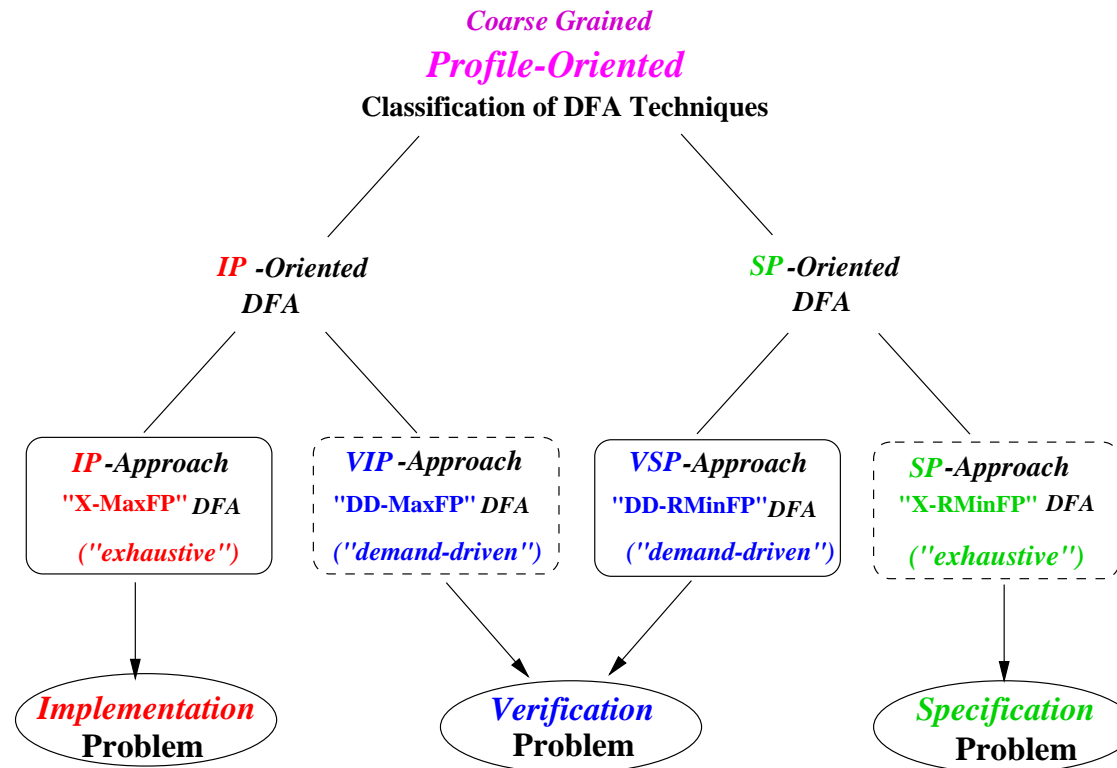 Coarse Grained
Profile-Oriented
Classification of DFA Techniques
IP -Oriented
DFA
SP -Oriented
DFA
IP-Approach
"X-MaxFP" DFA
("exhaustive")
VIP -Approach
"DD-MaxFP" DFA
("demand-driven")
VSP-Approach
"DD-RMinFP" DFA
("demand-driven")
SP-Approach
"X-RMinFP" DFA
("exhaustive")
Implementation
Problem
Verification
Problem
Specification
Problem